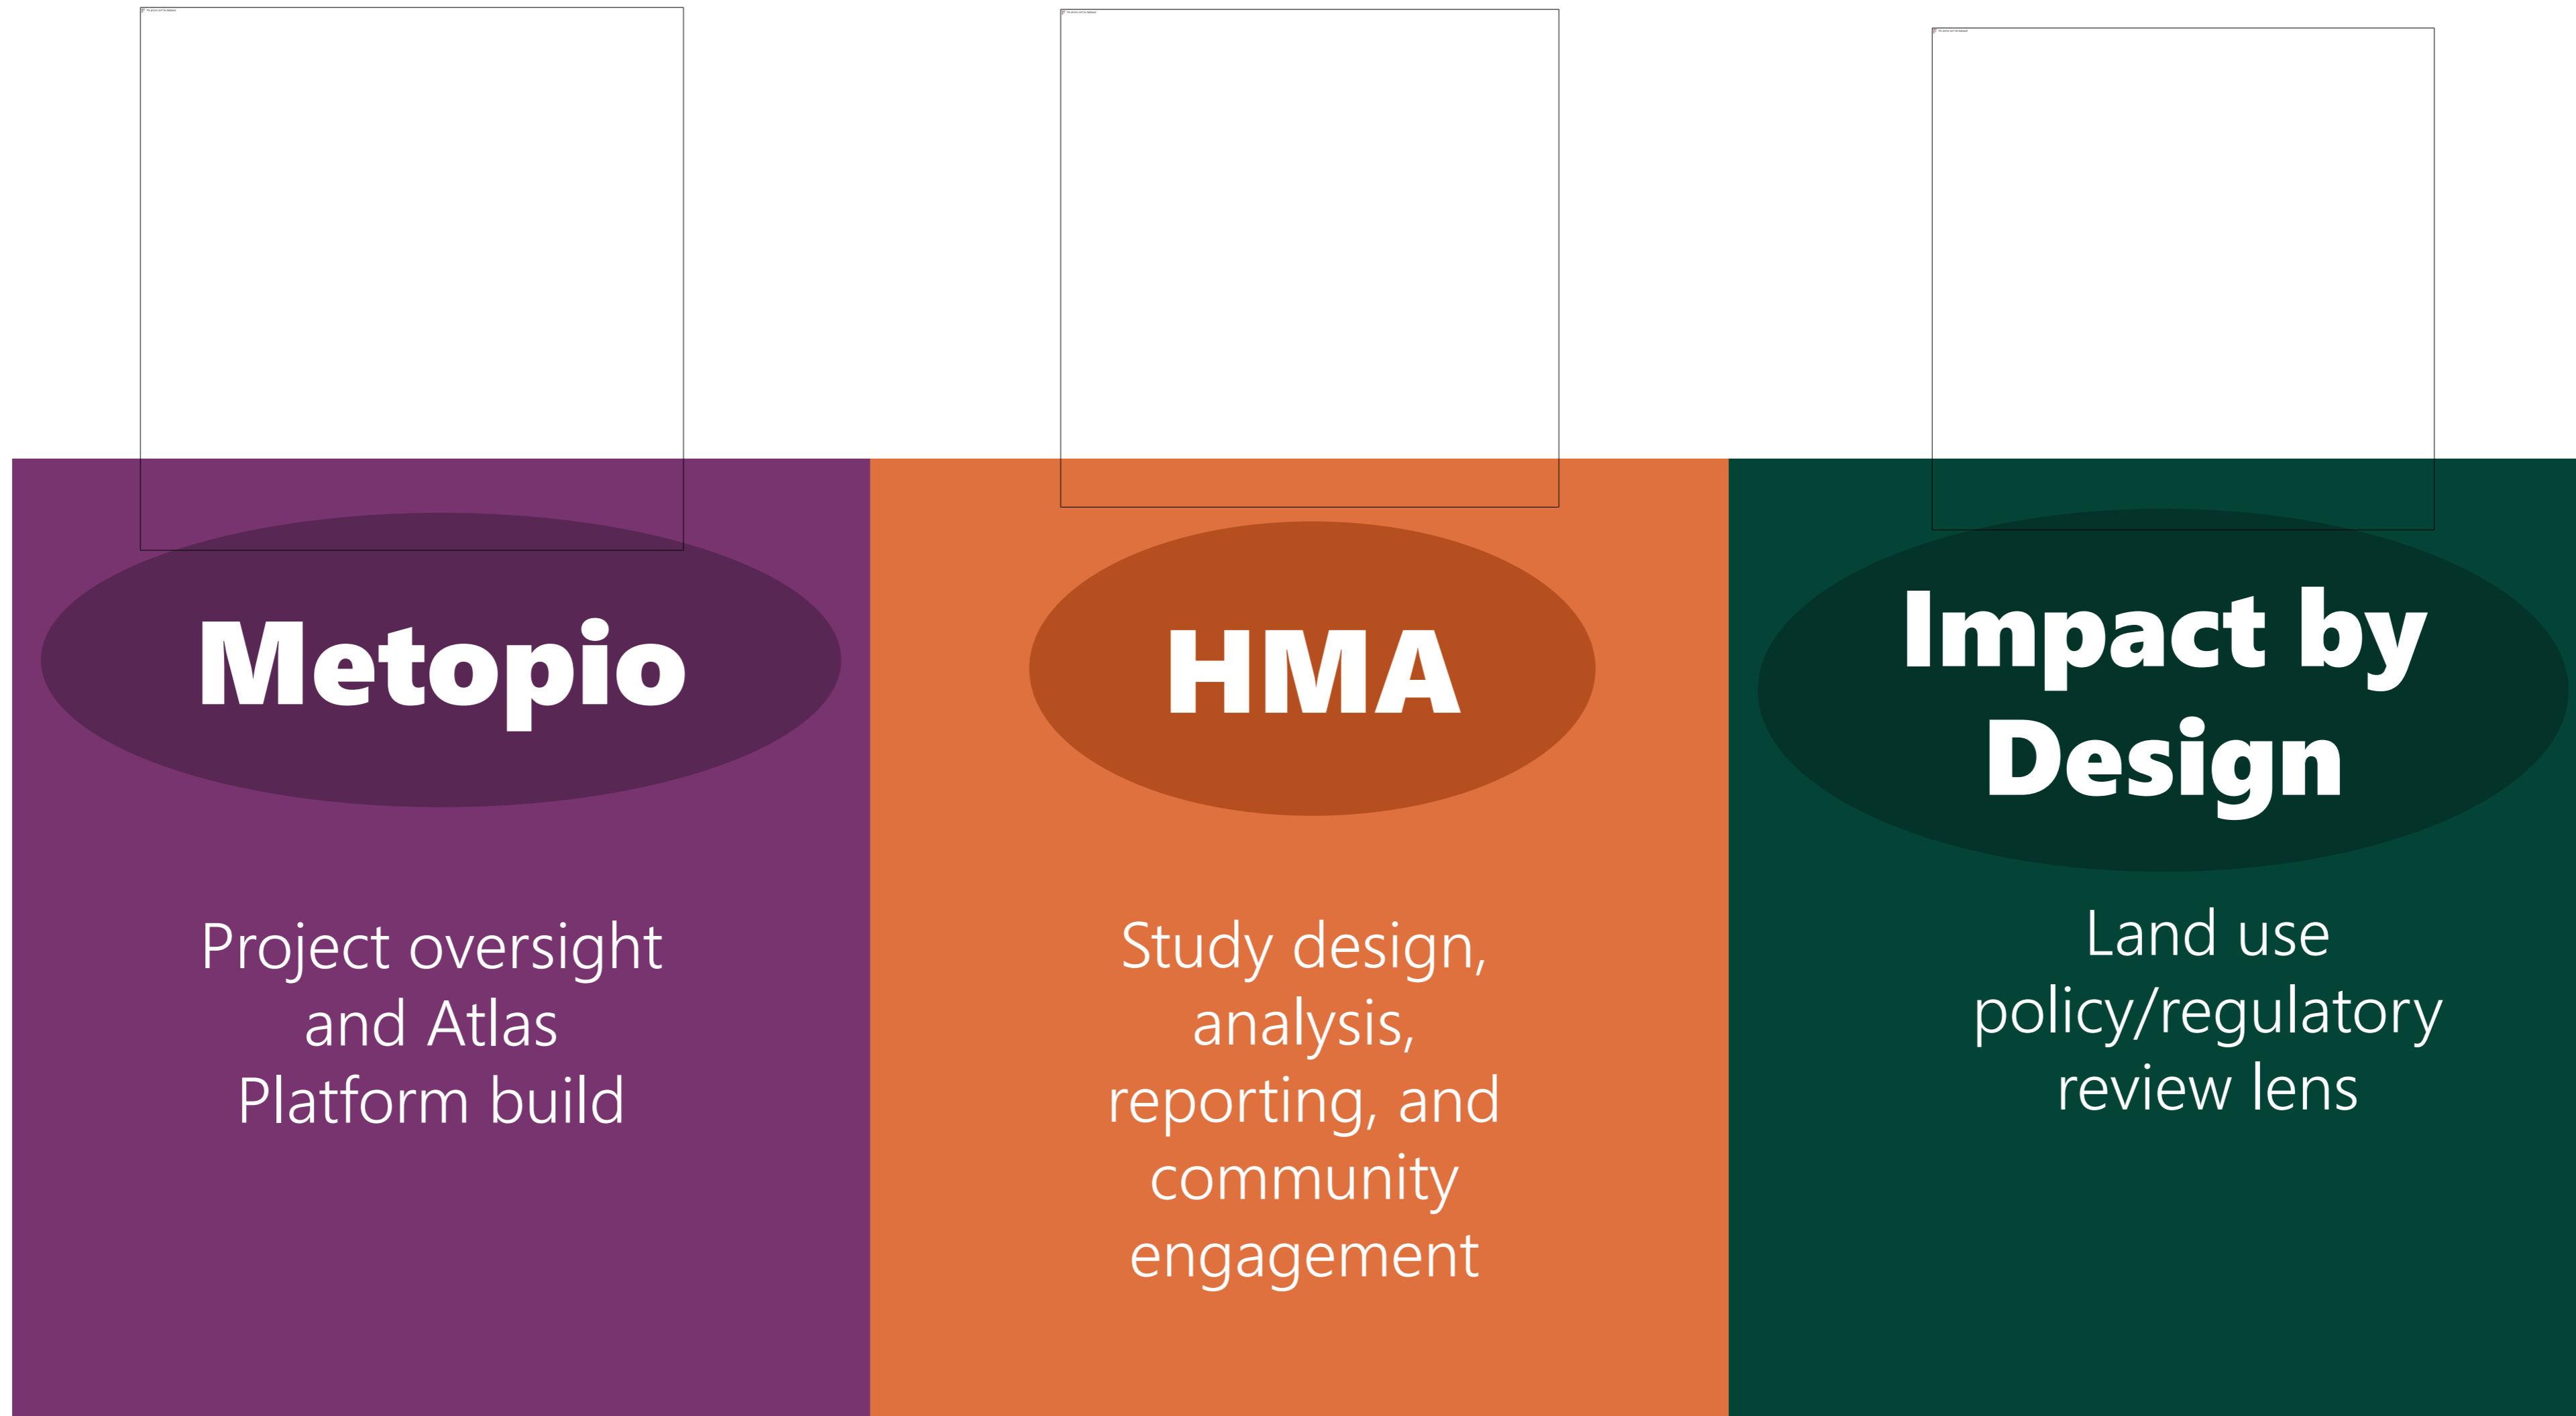 Metopio
Project oversight
and Atlas
Platform build
HMA
Study design,
analysis,
reporting, and
community
engagement
Impact by
Design
Land use
policy/regulatory
review lens